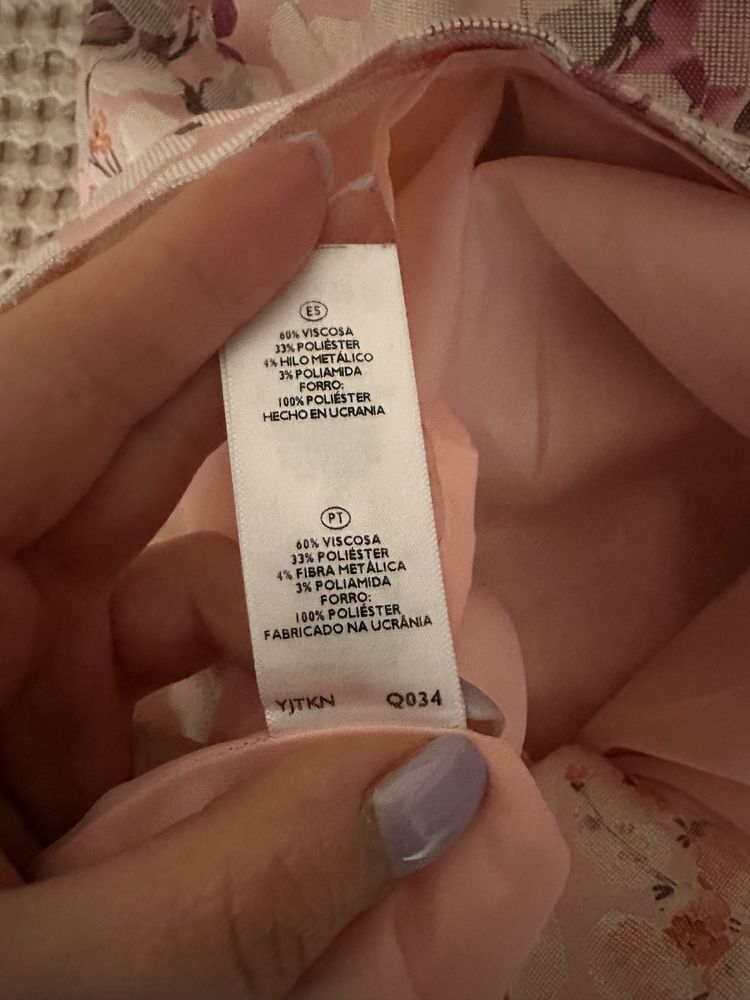 ES
60% VISCOSA
33% POLIÉSTER
4% HILO METÁLICO
3% POLIAMIDA
FORRO:
100% POLIÉSTER
HECHO EN UCRANIA
PT
60% VISCOSA
33% POLIÉSTER
4% FIBRA METÁLICA
3% POLIAMIDA
FORRO:
100% POLIÉSTER
FABRICADO NA UCRÂNIA
YJTKN Q034